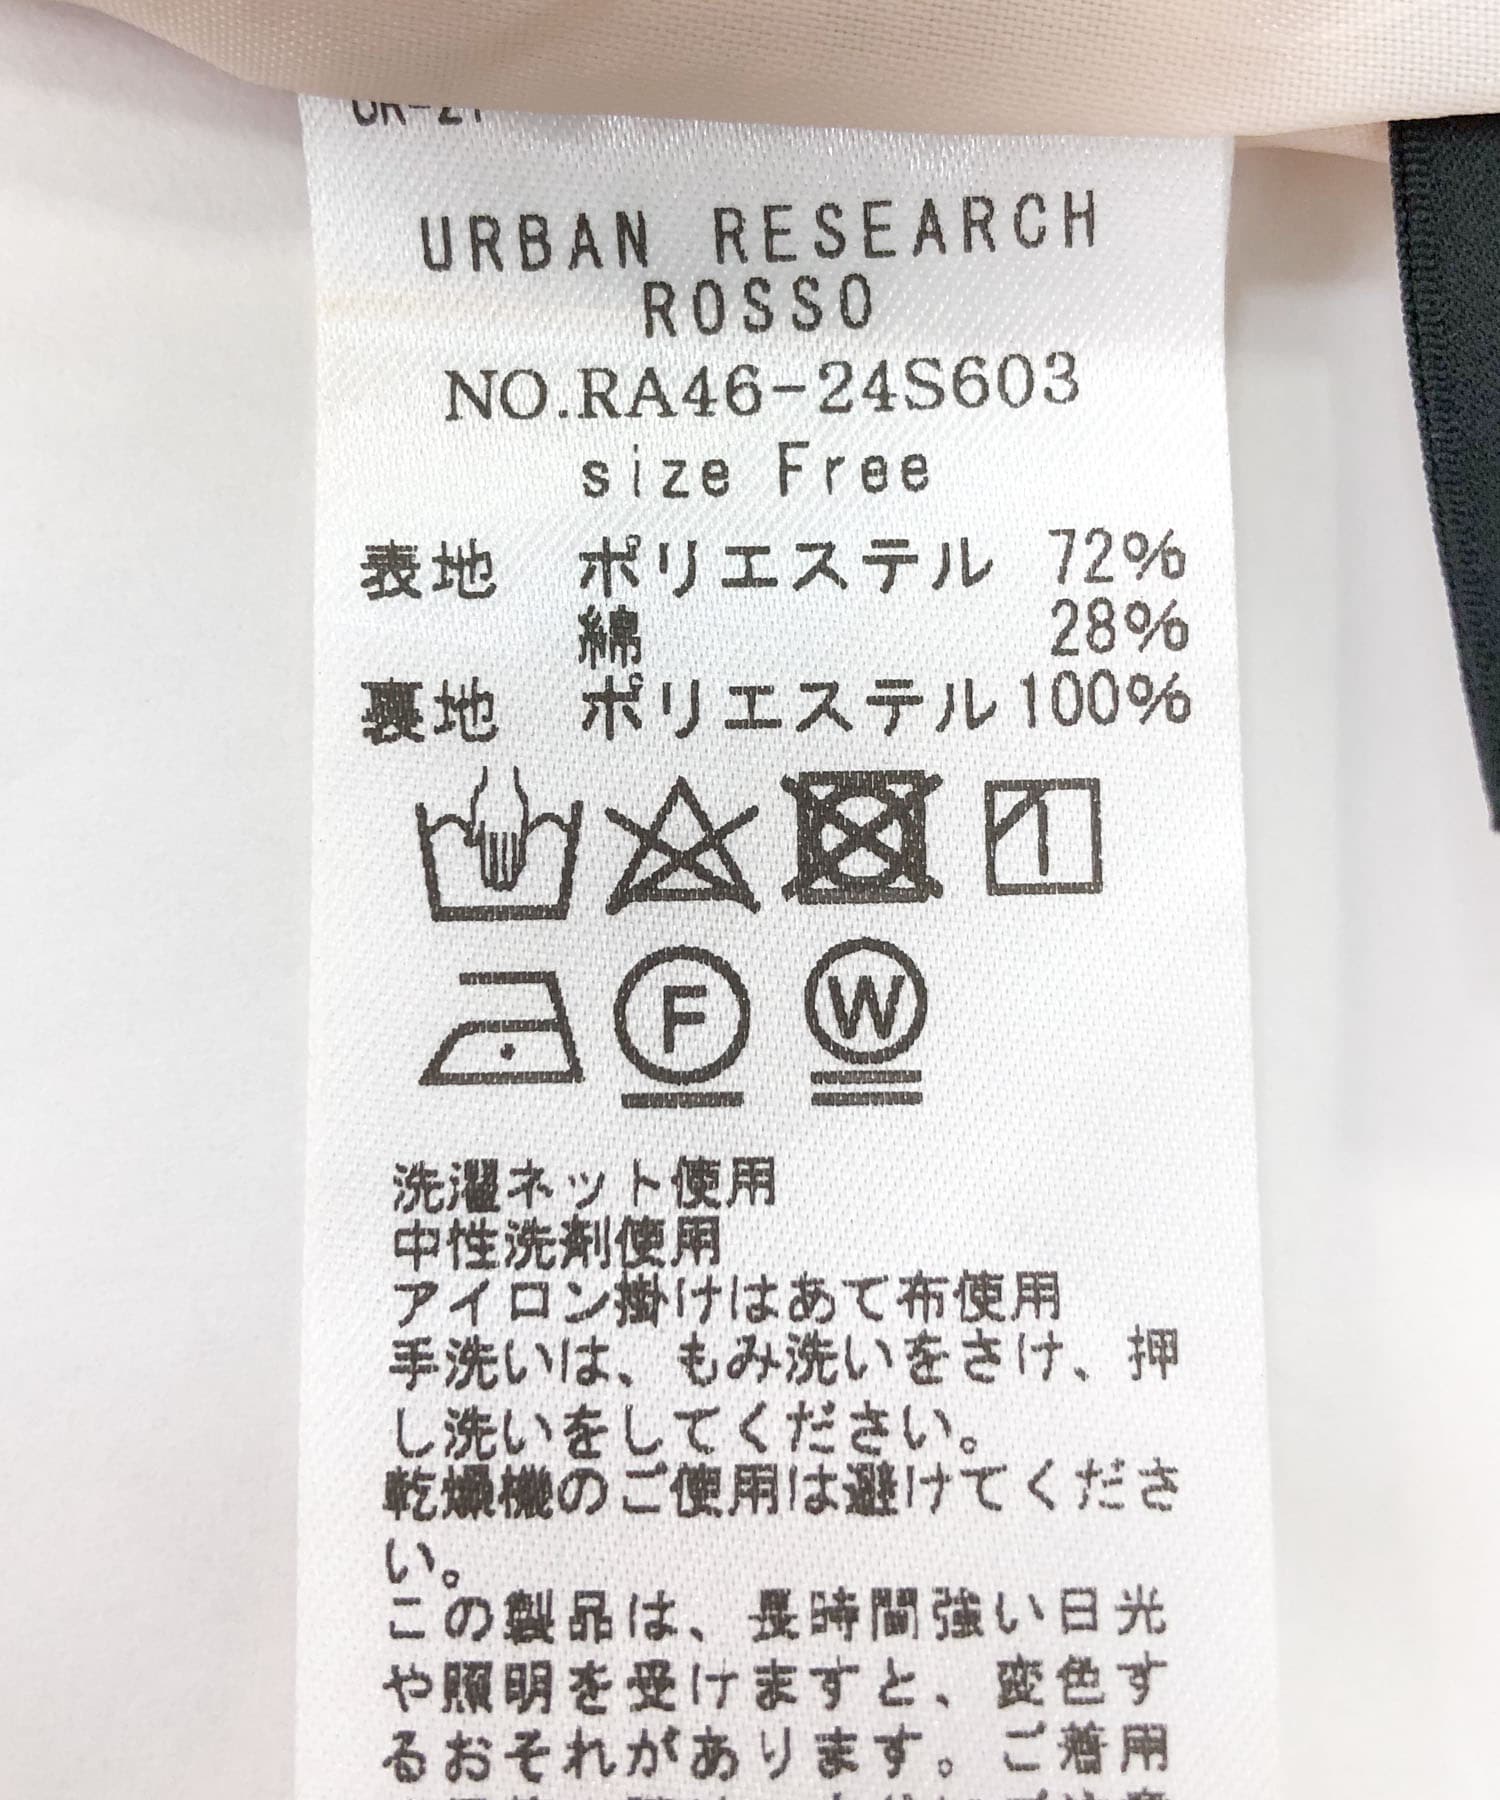 URBAN RESEARCH
ROSSO
NO.RA46-24S603
size Free
表地 ポリエステル 72%
綿 28%
裏地 ポリエステル100%
F W
洗濯ネット使用
中性洗剤使用
アイロン掛けはあて布使用
手洗いは、もみ洗いをさけ、押
し洗いをしてください。
乾燥機のご使用は避けてくださ
い。
この製品は、長時間強い日光
や照明を受けますと、変色す
るおそれがあります。ご着用